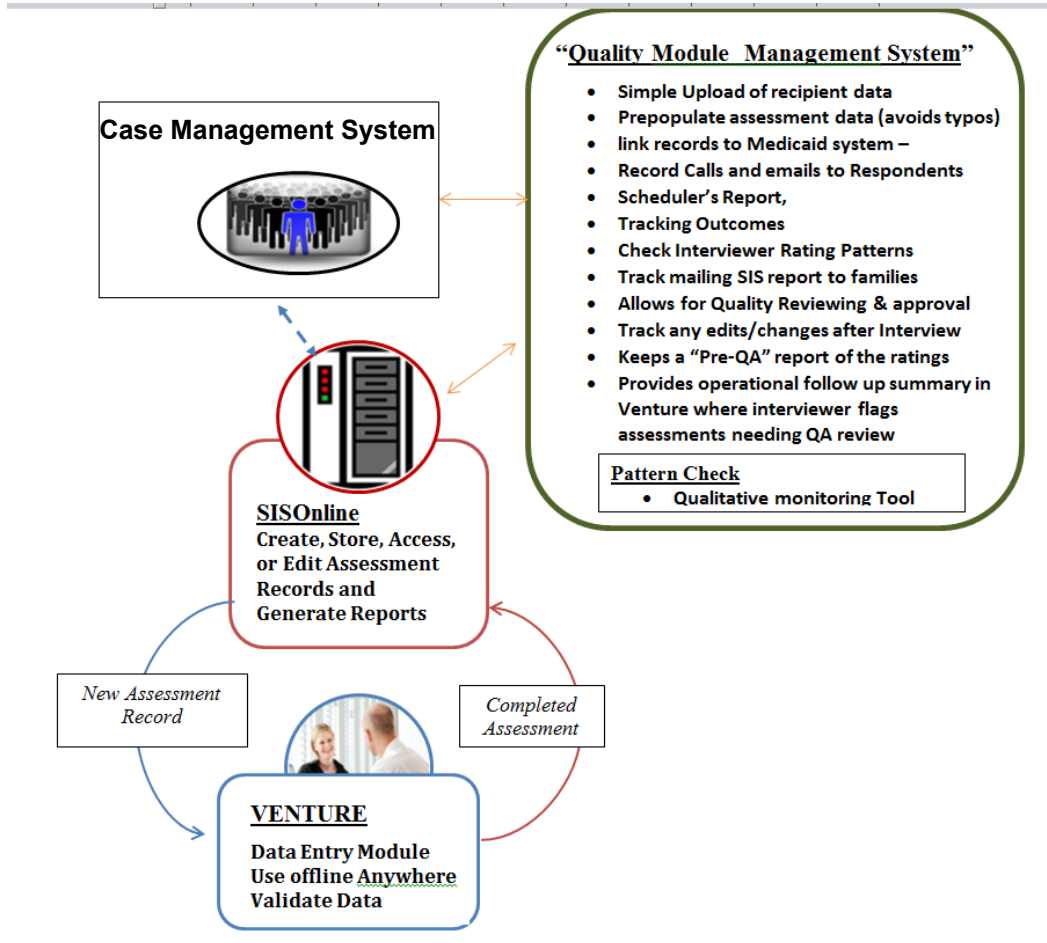 “Quality Module Management System”
• Simple Upload of recipient data
• Prepopulate assessment data (avoids typos)
• link records to Medicaid system –
• Record Calls and emails to Respondents
• Scheduler’s Report,
• Tracking Outcomes
• Check Interviewer Rating Patterns
• Track mailing SIS report to families
• Allows for Quality Reviewing & approval
• Track any edits/changes after Interview
• Keeps a “Pre-QA” report of the ratings
• Provides operational follow up summary in
Venture where interviewer flags
assessments needing QA review
Pattern Check
• Qualitative monitoring Tool
Case Management System
SISOnline
Create, Store, Access,
or Edit Assessment
Records and
Generate Reports
New Assessment
Record
Completed
Assessment
VENTURE
Data Entry Module
Use offline Anywhere
Validate Data